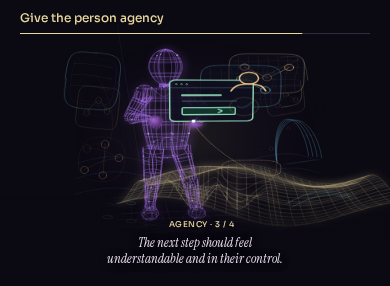 Give the person agency
AGENCY · 3 / 4
The next step should feel
understandable and in their control.